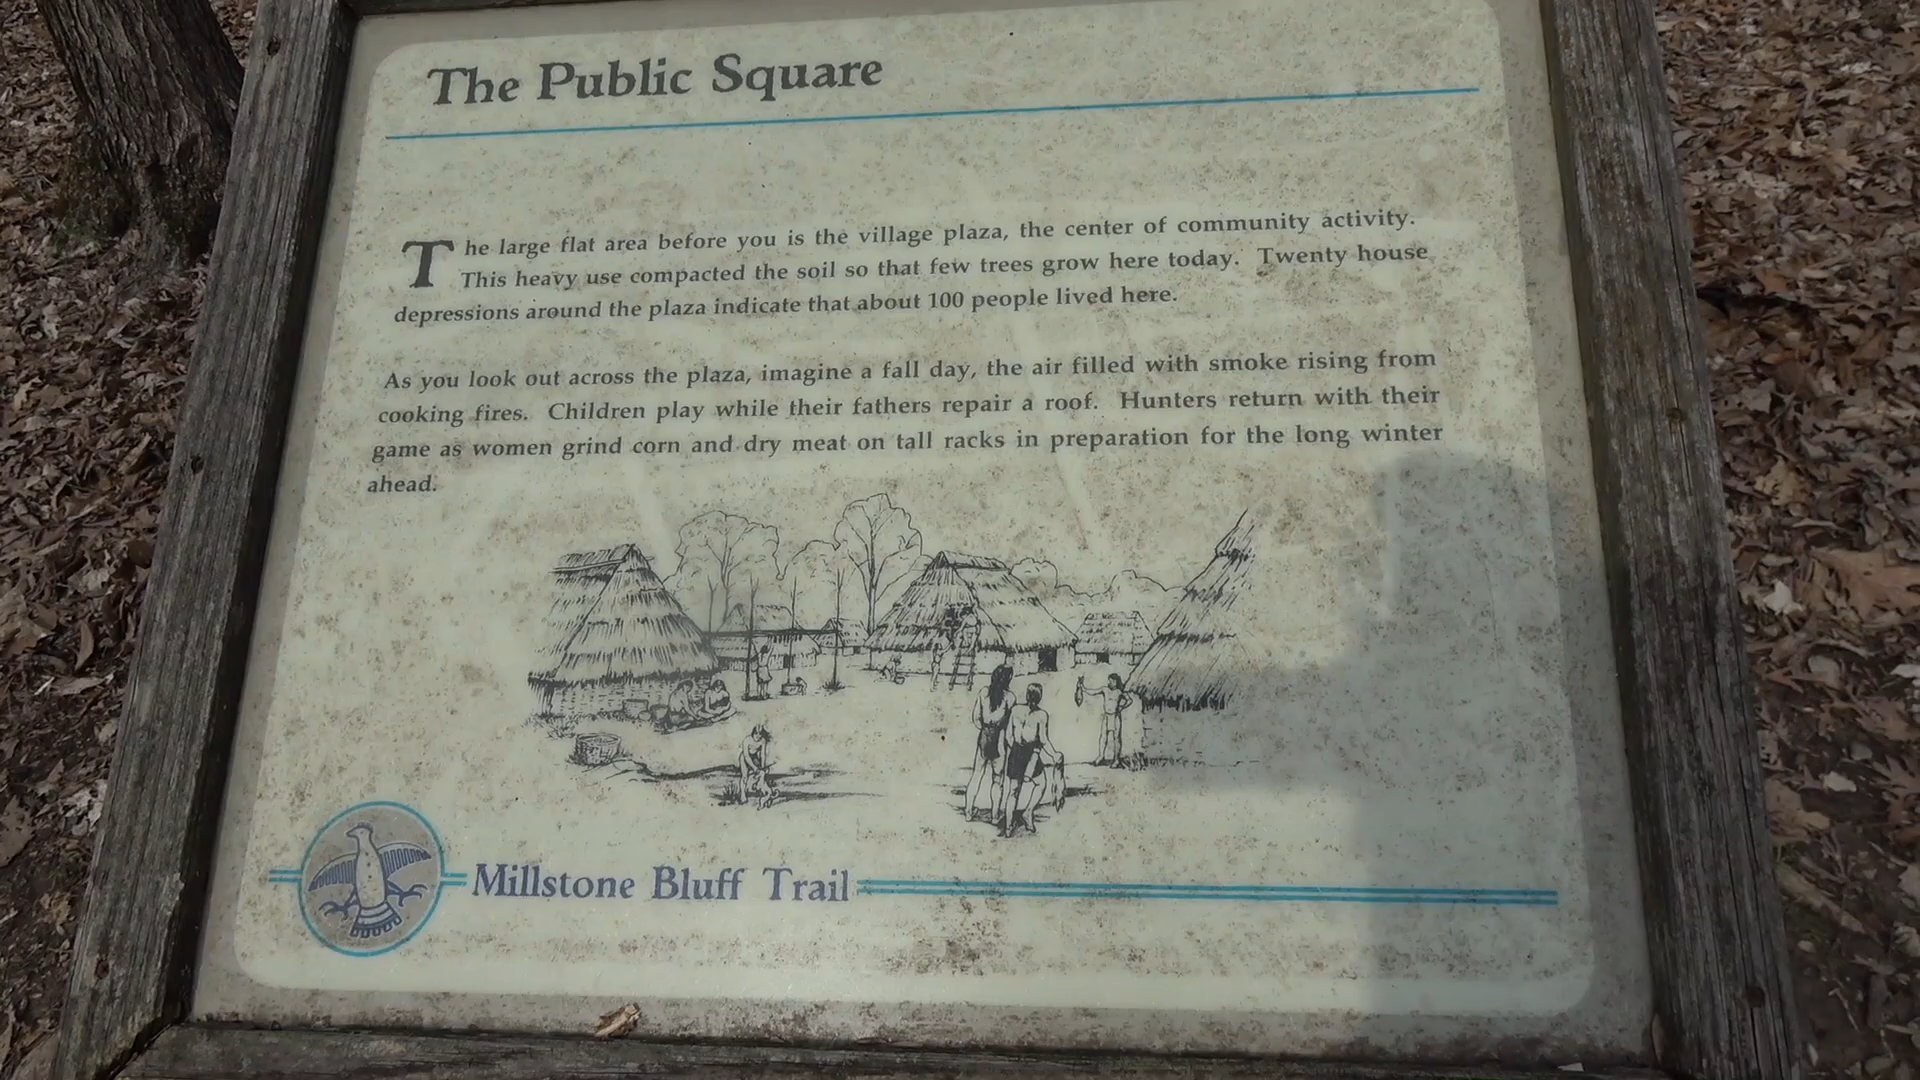 The Public Square
The large flat area before you is the village plaza, the center of community activity.
This heavy use compacted the soil so that few trees grow here today. Twenty house
depressions around the plaza indicate that about 100 people lived here.
As you look out across the plaza, imagine a fall day, the air filled with smoke rising from
cooking fires. Children play while their fathers repair a roof. Hunters return with their
game as women grind corn and dry meat on tall racks in preparation for the long winter
ahead.
Millstone Bluff Trail